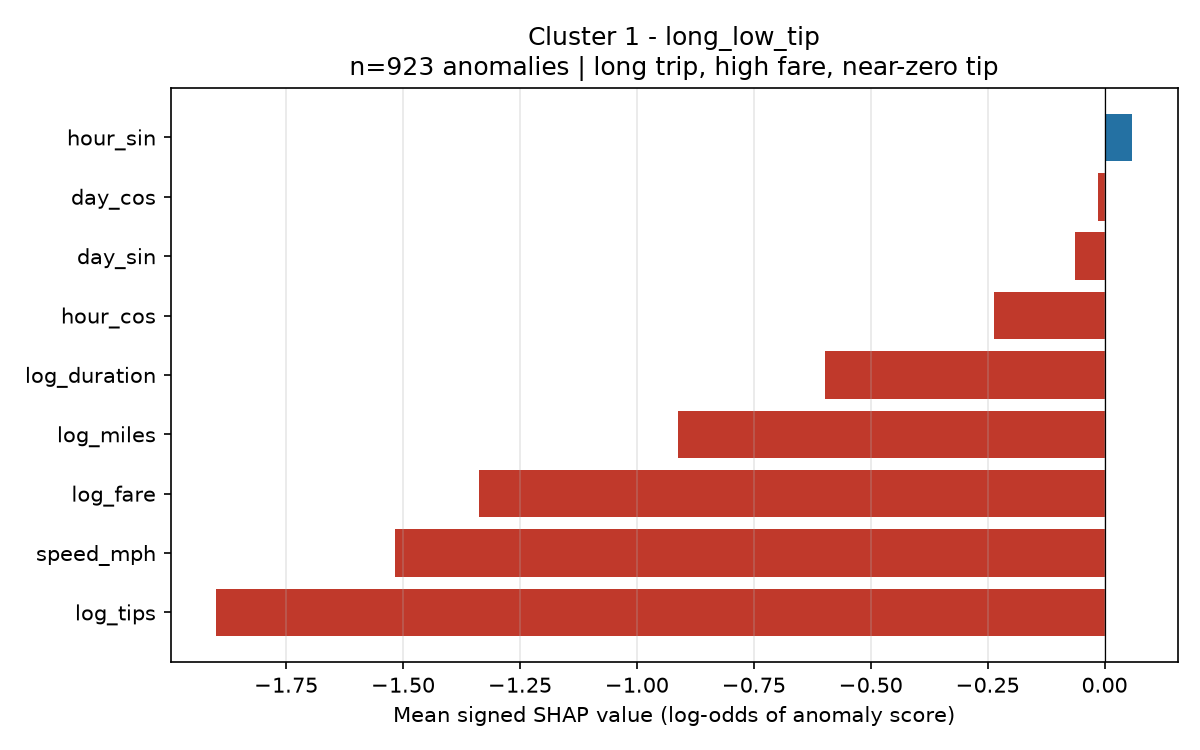 Cluster 1 - long_low_tip
n=923 anomalies | long trip, high fare, near-zero tip
hour_sin
day_cos
day_sin
hour_cos
log_duration
log_miles
log_fare
speed_mph
log_tips
−1.75 −1.50 −1.25 −1.00 −0.75 −0.50 −0.25 0.00
Mean signed SHAP value (log-odds of anomaly score)